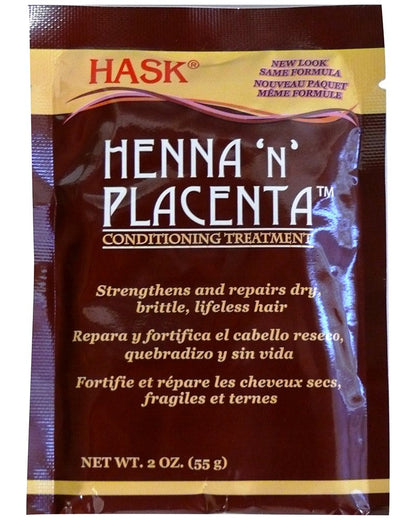 HASK®
NEW LOOK
SAME FORMULA
NOUVEAU PAQUET
MÊME FORMULE
HENNA 'N'
PLACENTA™
CONDITIONING TREATMENT
Strengthens and repairs dry,
brittle, lifeless hair
Repara y fortifica el cabello reseco,
quebradizo y sin vida
Fortifie et répare les cheveux secs,
fragiles et ternes
NET WT. 2 OZ. (55 g)